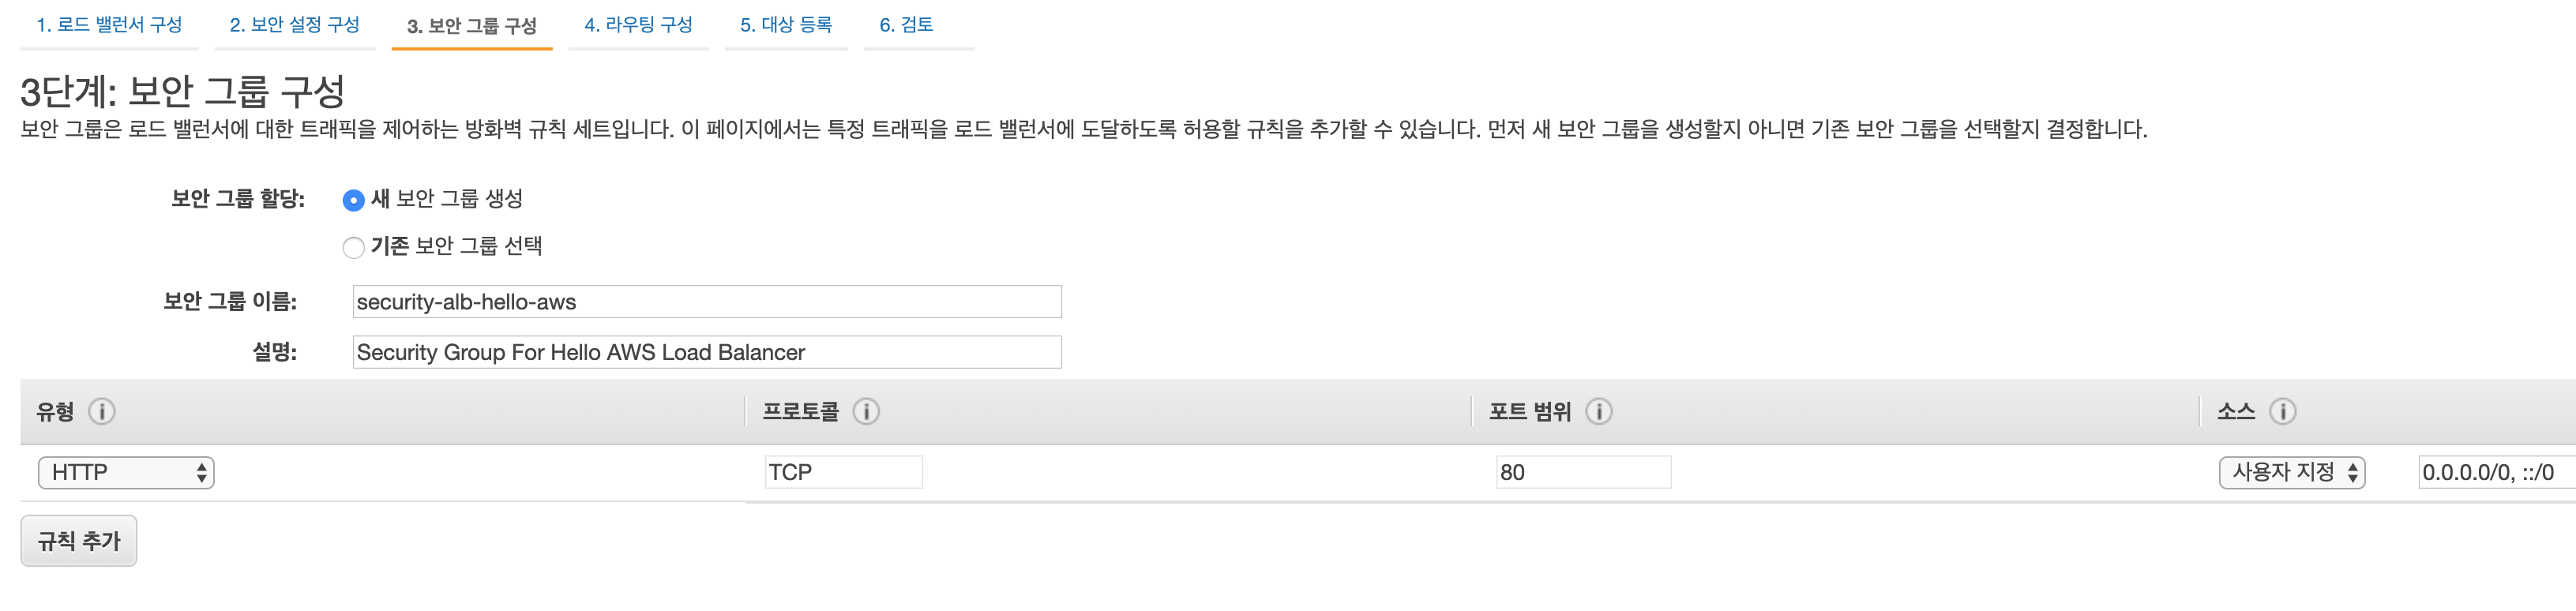 1. 로드 밸런서 구성 2. 보안 설정 구성 3. 보안 그룹 구성 4. 라우팅 구성 5. 대상 등록 6. 검토
3단계: 보안 그룹 구성
보안 그룹은 로드 밸런서에 대한 트래픽을 제어하는 방화벽 규칙 세트입니다. 이 페이지에서는 특정 트래픽을 로드 밸런서에 도달하도록 허용할 규칙을 추가할 수 있습니다. 먼저 새 보안 그룹을 생성할지 아니면 기존 보안 그룹을 선택할지 결정합니다.
보안 그룹 할당: 새 보안 그룹 생성
기존 보안 그룹 선택
보안 그룹 이름: security-alb-hello-aws
설명: Security Group For Hello AWS Load Balancer
유형 i 프로토콜 i 포트 범위 i 소스 i
HTTP TCP 80 사용자 지정 0.0.0.0/0, ::/0
규칙 추가